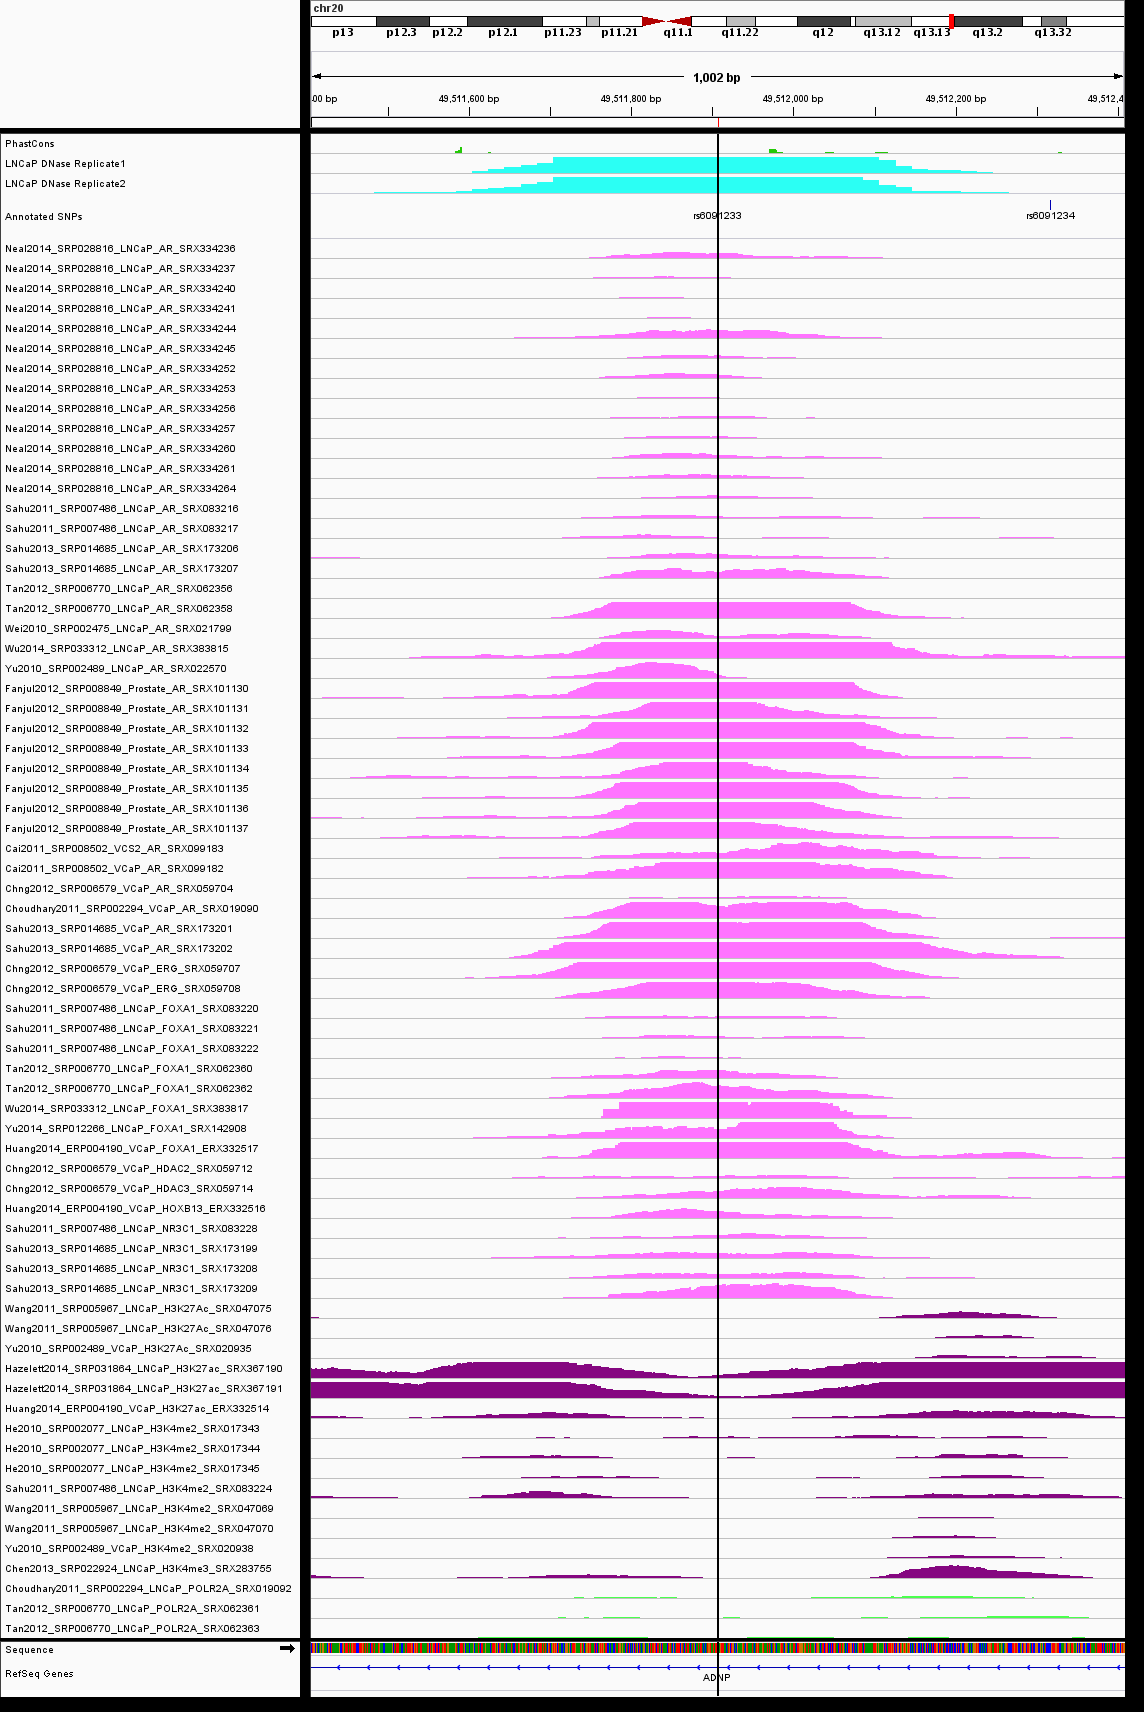 chr20
p13 p12.3 p12.2 p12.1 p11.23 p11.21 q11.1 q11.22 q12 q13.12 q13.13 q13.2 q13.32
1,002 bp
00 bp 49,511,600 bp 49,511,800 bp 49,512,000 bp 49,512,200 bp 49,512,4
PhastCons
LNCaP DNase Replicate1
LNCaP DNase Replicate2
Annotated SNPs rs6091233 rs6091234
Neal2014_SRP028816_LNCaP_AR_SRX334236
Neal2014_SRP028816_LNCaP_AR_SRX334237
Neal2014_SRP028816_LNCaP_AR_SRX334240
Neal2014_SRP028816_LNCaP_AR_SRX334241
Neal2014_SRP028816_LNCaP_AR_SRX334244
Neal2014_SRP028816_LNCaP_AR_SRX334245
Neal2014_SRP028816_LNCaP_AR_SRX334252
Neal2014_SRP028816_LNCaP_AR_SRX334253
Neal2014_SRP028816_LNCaP_AR_SRX334256
Neal2014_SRP028816_LNCaP_AR_SRX334257
Neal2014_SRP028816_LNCaP_AR_SRX334260
Neal2014_SRP028816_LNCaP_AR_SRX334261
Neal2014_SRP028816_LNCaP_AR_SRX334264
Sahu2011_SRP007486_LNCaP_AR_SRX083216
Sahu2011_SRP007486_LNCaP_AR_SRX083217
Sahu2013_SRP014685_LNCaP_AR_SRX173206
Sahu2013_SRP014685_LNCaP_AR_SRX173207
Tan2012_SRP006770_LNCaP_AR_SRX062356
Tan2012_SRP006770_LNCaP_AR_SRX062358
Wei2010_SRP002475_LNCaP_AR_SRX021799
Wu2014_SRP033312_LNCaP_AR_SRX383815
Yu2010_SRP002489_LNCaP_AR_SRX022570
Fanjul2012_SRP008849_Prostate_AR_SRX101130
Fanjul2012_SRP008849_Prostate_AR_SRX101131
Fanjul2012_SRP008849_Prostate_AR_SRX101132
Fanjul2012_SRP008849_Prostate_AR_SRX101133
Fanjul2012_SRP008849_Prostate_AR_SRX101134
Fanjul2012_SRP008849_Prostate_AR_SRX101135
Fanjul2012_SRP008849_Prostate_AR_SRX101136
Fanjul2012_SRP008849_Prostate_AR_SRX101137
Cai2011_SRP008502_VCS2_AR_SRX099183
Cai2011_SRP008502_VCaP_AR_SRX099182
Chng2012_SRP006579_VCaP_AR_SRX059704
Choudhary2011_SRP002294_VCaP_AR_SRX019090
Sahu2013_SRP014685_VCaP_AR_SRX173201
Sahu2013_SRP014685_VCaP_AR_SRX173202
Chng2012_SRP006579_VCaP_ERG_SRX059707
Chng2012_SRP006579_VCaP_ERG_SRX059708
Sahu2011_SRP007486_LNCaP_FOXA1_SRX083220
Sahu2011_SRP007486_LNCaP_FOXA1_SRX083221
Sahu2011_SRP007486_LNCaP_FOXA1_SRX083222
Tan2012_SRP006770_LNCaP_FOXA1_SRX062360
Tan2012_SRP006770_LNCaP_FOXA1_SRX062362
Wu2014_SRP033312_LNCaP_FOXA1_SRX383817
Yu2014_SRP012266_LNCaP_FOXA1_SRX142908
Huang2014_ERP004190_VCaP_FOXA1_ERX332517
Chng2012_SRP006579_VCaP_HDAC2_SRX059712
Chng2012_SRP006579_VCaP_HDAC3_SRX059714
Huang2014_ERP004190_VCaP_HOXB13_ERX332516
Sahu2011_SRP007486_LNCaP_NR3C1_SRX083228
Sahu2013_SRP014685_LNCaP_NR3C1_SRX173199
Sahu2013_SRP014685_LNCaP_NR3C1_SRX173208
Sahu2013_SRP014685_LNCaP_NR3C1_SRX173209
Wang2011_SRP005967_LNCaP_H3K27Ac_SRX047075
Wang2011_SRP005967_LNCaP_H3K27Ac_SRX047076
Yu2010_SRP002489_VCaP_H3K27Ac_SRX020935
Hazelett2014_SRP031864_LNCaP_H3K27ac_SRX367190
Hazelett2014_SRP031864_LNCaP_H3K27ac_SRX367191
Huang2014_ERP004190_VCaP_H3K27ac_ERX332514
He2010_SRP002077_LNCaP_H3K4me2_SRX017343
He2010_SRP002077_LNCaP_H3K4me2_SRX017344
He2010_SRP002077_LNCaP_H3K4me2_SRX017345
Sahu2011_SRP007486_LNCaP_H3K4me2_SRX083224
Wang2011_SRP005967_LNCaP_H3K4me2_SRX047069
Wang2011_SRP005967_LNCaP_H3K4me2_SRX047070
Yu2010_SRP002489_VCaP_H3K4me2_SRX020938
Chen2013_SRP022924_LNCaP_H3K4me3_SRX283755
Choudhary2011_SRP002294_LNCaP_POLR2A_SRX019092
Tan2012_SRP006770_LNCaP_POLR2A_SRX062361
Tan2012_SRP006770_LNCaP_POLR2A_SRX062363
Sequence
RefSeq Genes
ADNP